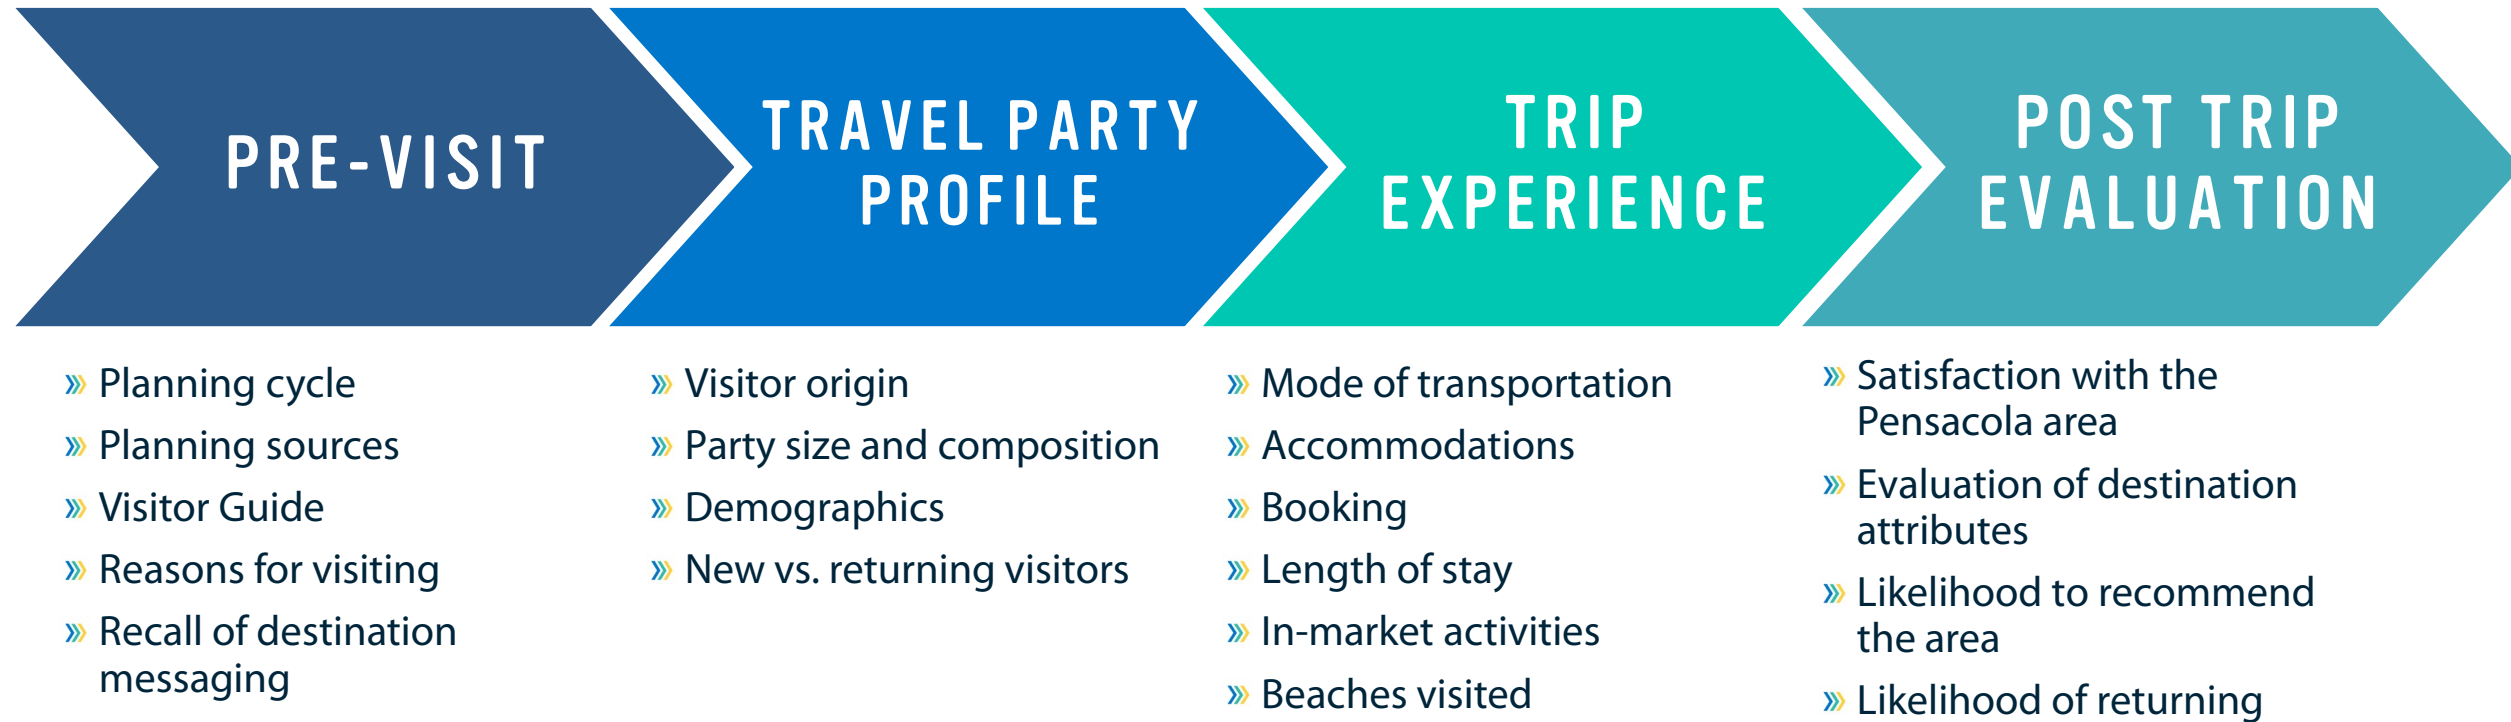 PRE-VISIT
TRAVEL PARTY
PROFILE
TRIP
EXPERIENCE
POST TRIP
EVALUATION
Planning cycle
Planning sources
Visitor Guide
Reasons for visiting
Recall of destination
messaging
Visitor origin
Party size and composition
Demographics
New vs. returning visitors
Mode of transportation
Accommodations
Booking
Length of stay
In-market activities
Beaches visited
Satisfaction with the
Pensacola area
Evaluation of destination
attributes
Likelihood to recommend
the area
Likelihood of returning